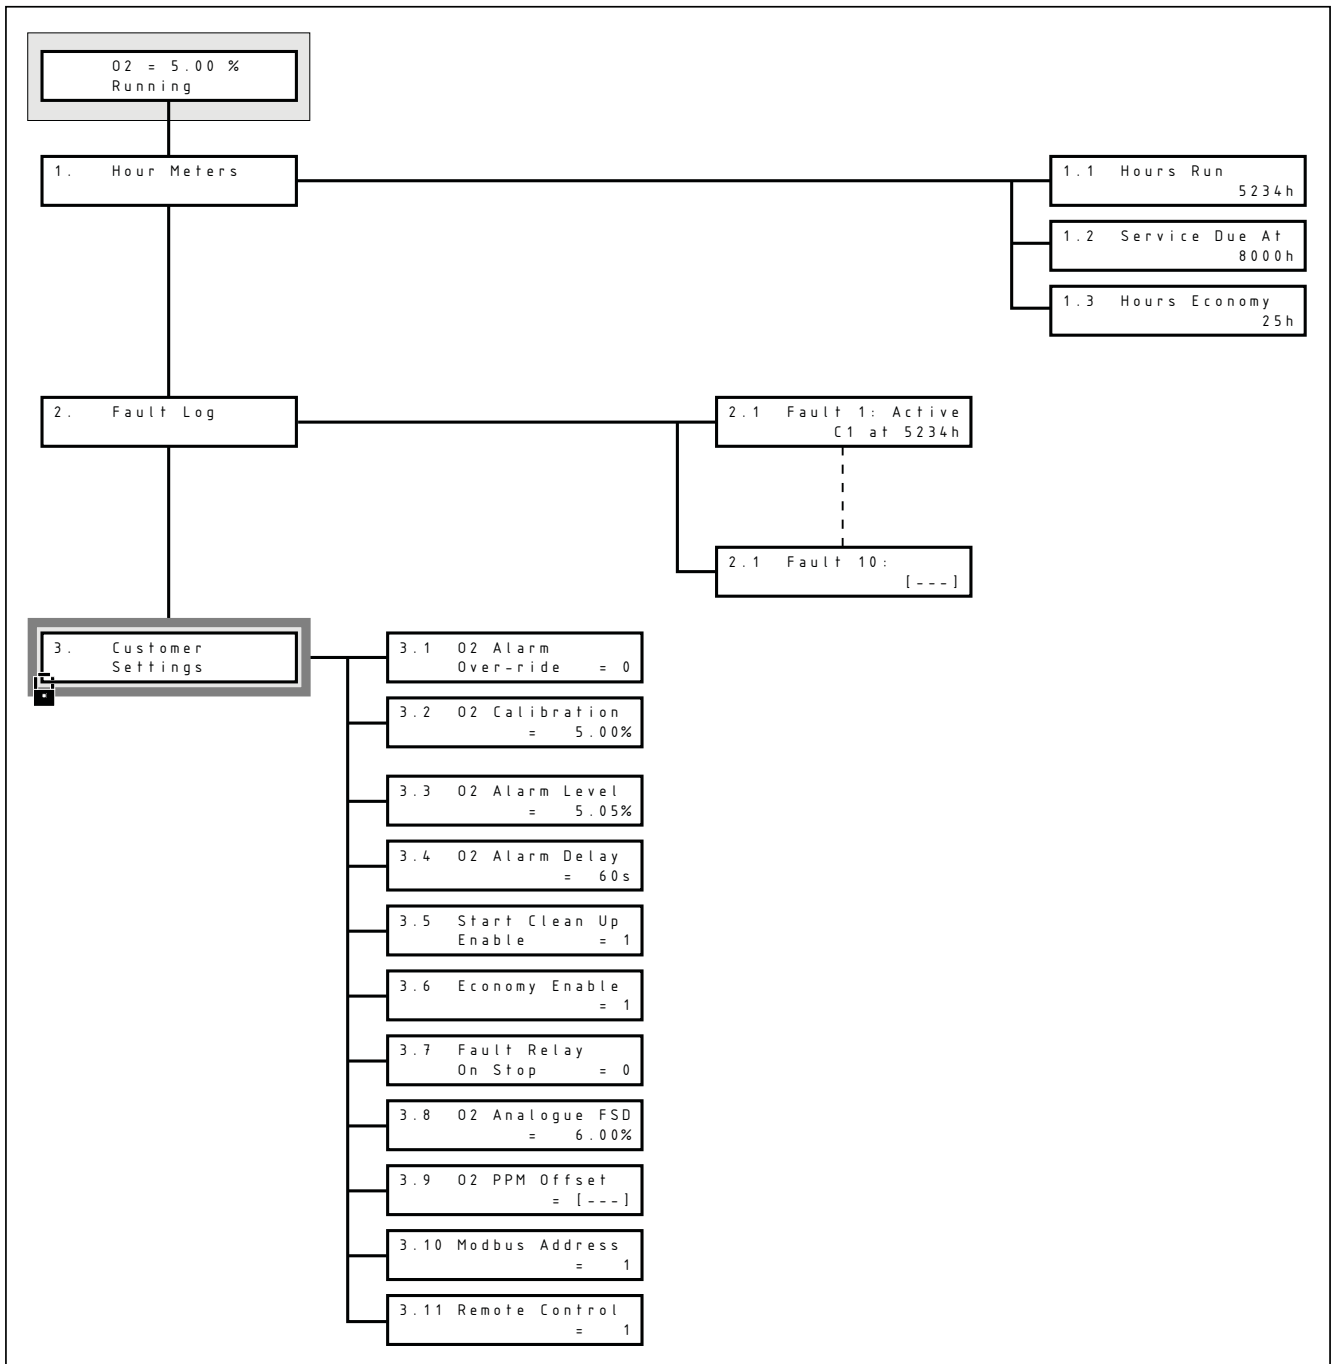 O2 = 5.00 %
Running
1. Hour Meters
1.1 Hours Run
5234h
1.2 Service Due At
8000h
1.3 Hours Economy
25h
2. Fault Log
2.1 Fault 1: Active
C1 at 5234h
2.1 Fault 10:
[---]
3. Customer
Settings
3.1 O2 Alarm
Over-ride = 0
3.2 O2 Calibration
= 5.00%
3.3 O2 Alarm Level
= 5.05%
3.4 O2 Alarm Delay
= 60s
3.5 Start Clean Up
Enable = 1
3.6 Economy Enable
= 1
3.7 Fault Relay
On Stop = 0
3.8 O2 Analogue FSD
= 6.00%
3.9 O2 PPM Offset
= [---]
3.10 Modbus Address
= 1
3.11 Remote Control
= 1